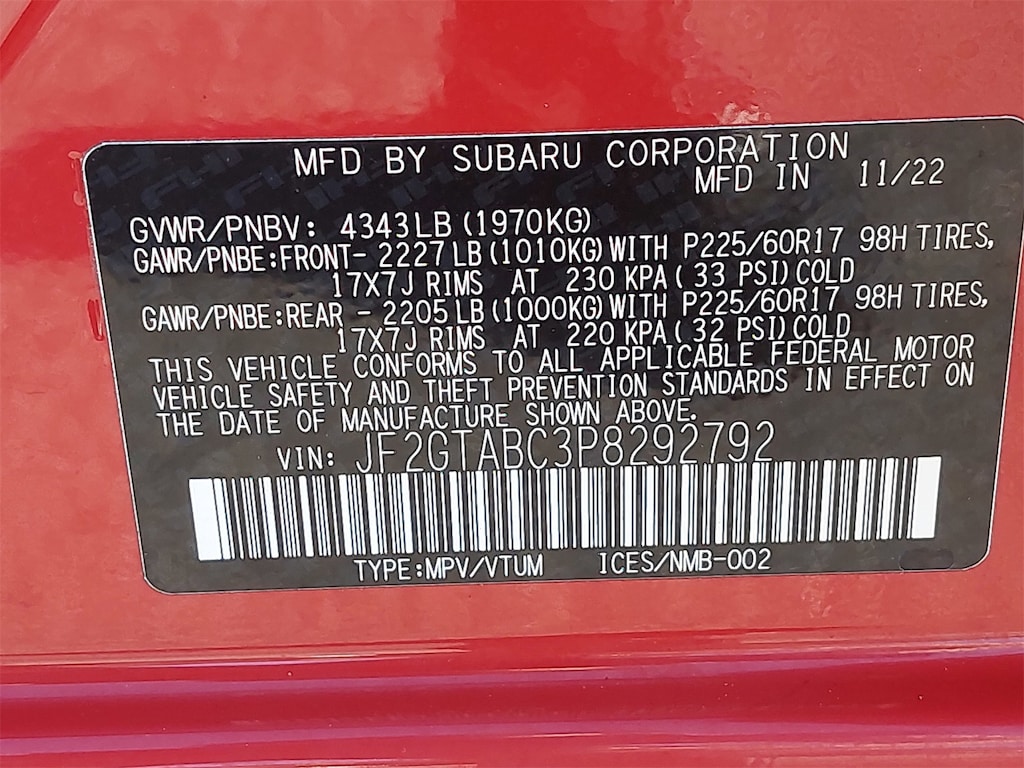 MFD BY SUBARU CORPORATION
MFD IN 11/22
GVWR/PNBV: 4343LB (1970KG)
GAWR/PNBE:FRONT- 2227LB (1010KG) WITH P225/60R17 98H TIRES,
17X7J RIMS AT 230 KPA ( 33 PSI) COLD
GAWR/PNBE:REAR - 2205LB (1000KG) WITH P225/60R17 98H TIRES,
17X7J RIMS AT 220 KPA ( 32 PSI) COLD
THIS VEHICLE CONFORMS TO ALL APPLICABLE FEDERAL MOTOR
VEHICLE SAFETY AND THEFT PREVENTION STANDARDS IN EFFECT ON
THE DATE OF MANUFACTURE SHOWN ABOVE.
VIN: JF2GTABC3P8292792
TYPE:MPV/VTUM ICES/NMB-002